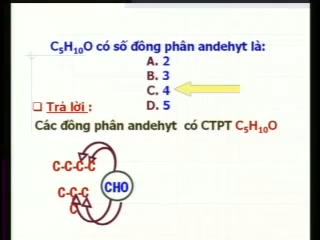 C₅H₁₀O có số đồng phân andehyt là:
A. 2
B. 3
C. 4
D. 5
❑ Trả lời :
Các đồng phân andehyt có CTPT C₅H₁₀O
C-C-C-C
CHO
C-C-C
C